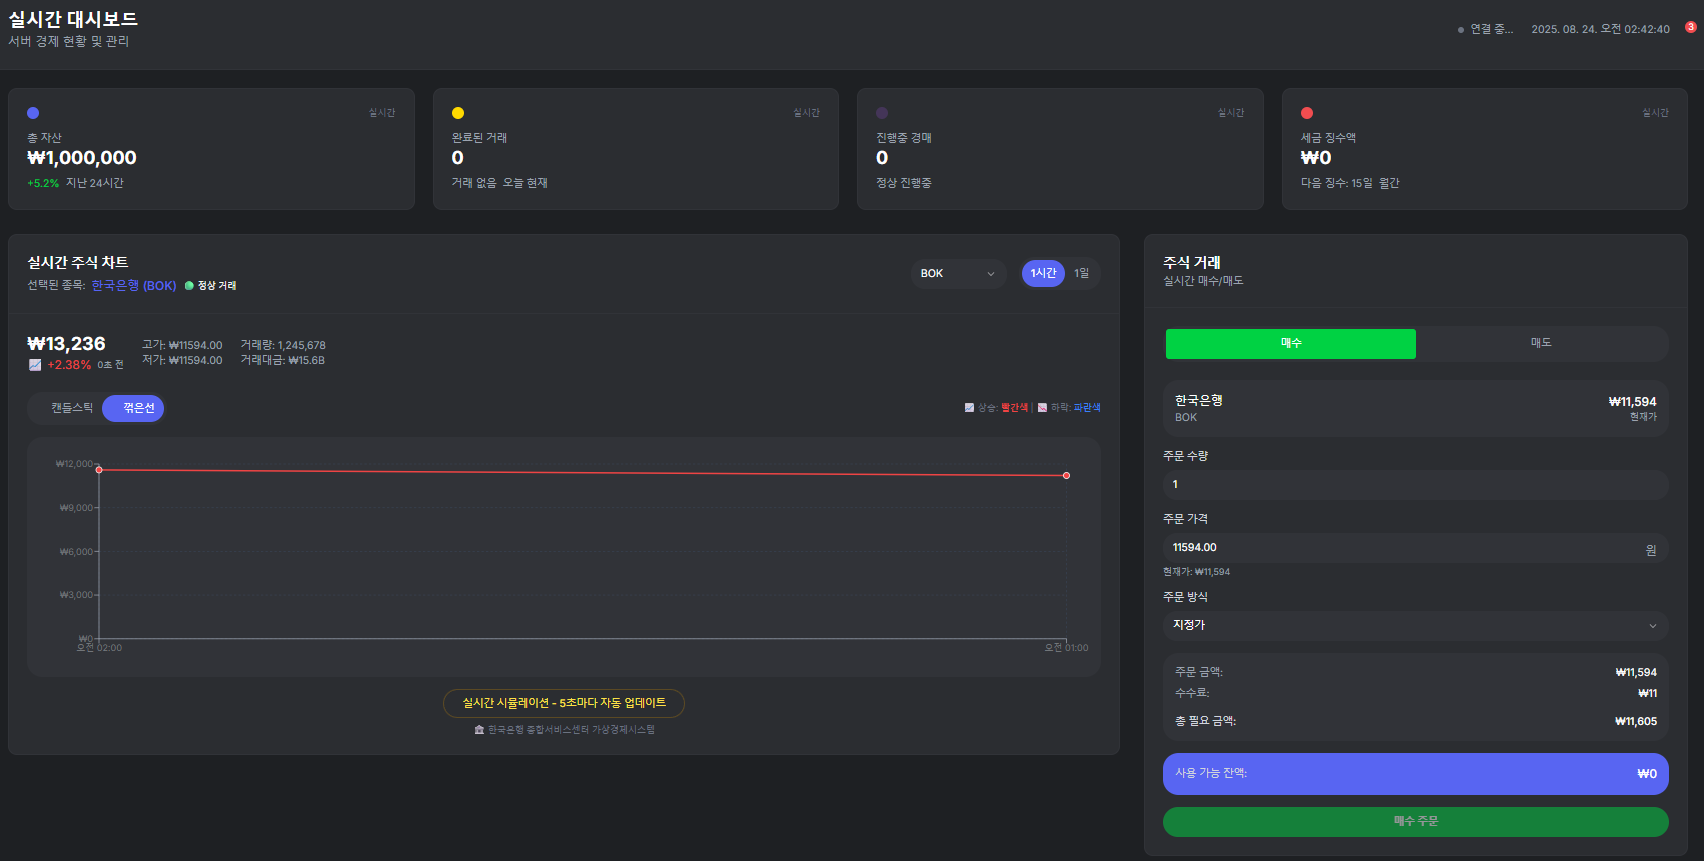 실시간 대시보드
서버 경제 현황 및 관리
연결 중...
2025. 08. 24. 오전 02:42:40
3
실시간
총 자산
₩1,000,000
+5.2% 지난 24시간
실시간
완료된 거래
0
거래 없음 오늘 현재
실시간
진행중 경매
0
정상 진행중
실시간
세금 징수액
₩0
다음 징수: 15일 월간
실시간 주식 차트
선택된 종목: 한국은행 (BOK) 정상 거래
BOK
1시간 1일
₩13,236
+2.38% 0초 전
고가: ₩11594.00 거래량: 1,245,678
저가: ₩11594.00 거래대금: ₩15.6B
캔들스틱 꺾은선
상승: 빨간색 | 하락: 파란색
₩12,000
₩9,000
₩6,000
₩3,000
₩0
오전 02:00 오전 01:00
실시간 시뮬레이션 - 5초마다 자동 업데이트
한국은행 종합서비스센터 가상경제시스템
주식 거래
실시간 매수/매도
매수 매도
한국은행 ₩11,594
BOK 현재가
주문 수량
1
주문 가격
11594.00 원
현재가: ₩11,594
주문 방식
지정가
주문 금액: ₩11,594
수수료: ₩11
총 필요 금액: ₩11,605
사용 가능 잔액: ₩0
매수 주문